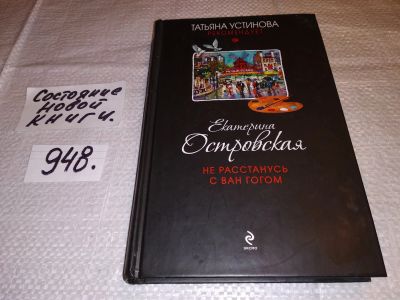 Состояние
новой
книги.
948.
ТАТЬЯНА УСТИНОВА
РЕКОМЕНДУЕТ
Екатерина
Островская
НЕ РАССТАНУСЬ
С ВАН ГОГОМ
ЭКСМО